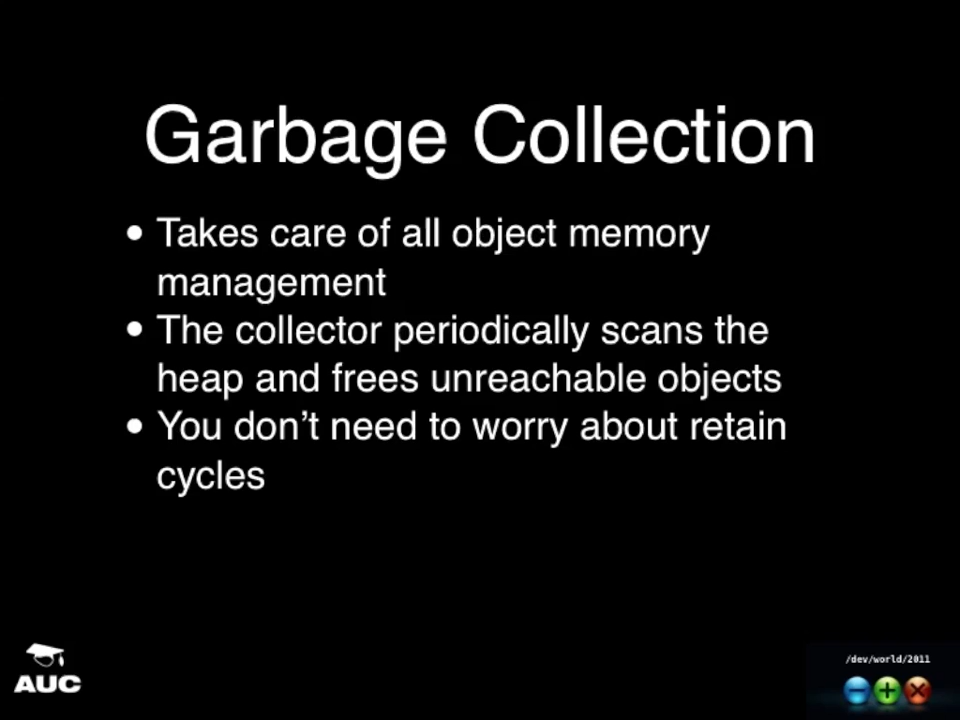 Garbage Collection
• Takes care of all object memory
management
• The collector periodically scans the
heap and frees unreachable objects
• You don't need to worry about retain
cycles
AUC
/dev/world/2011